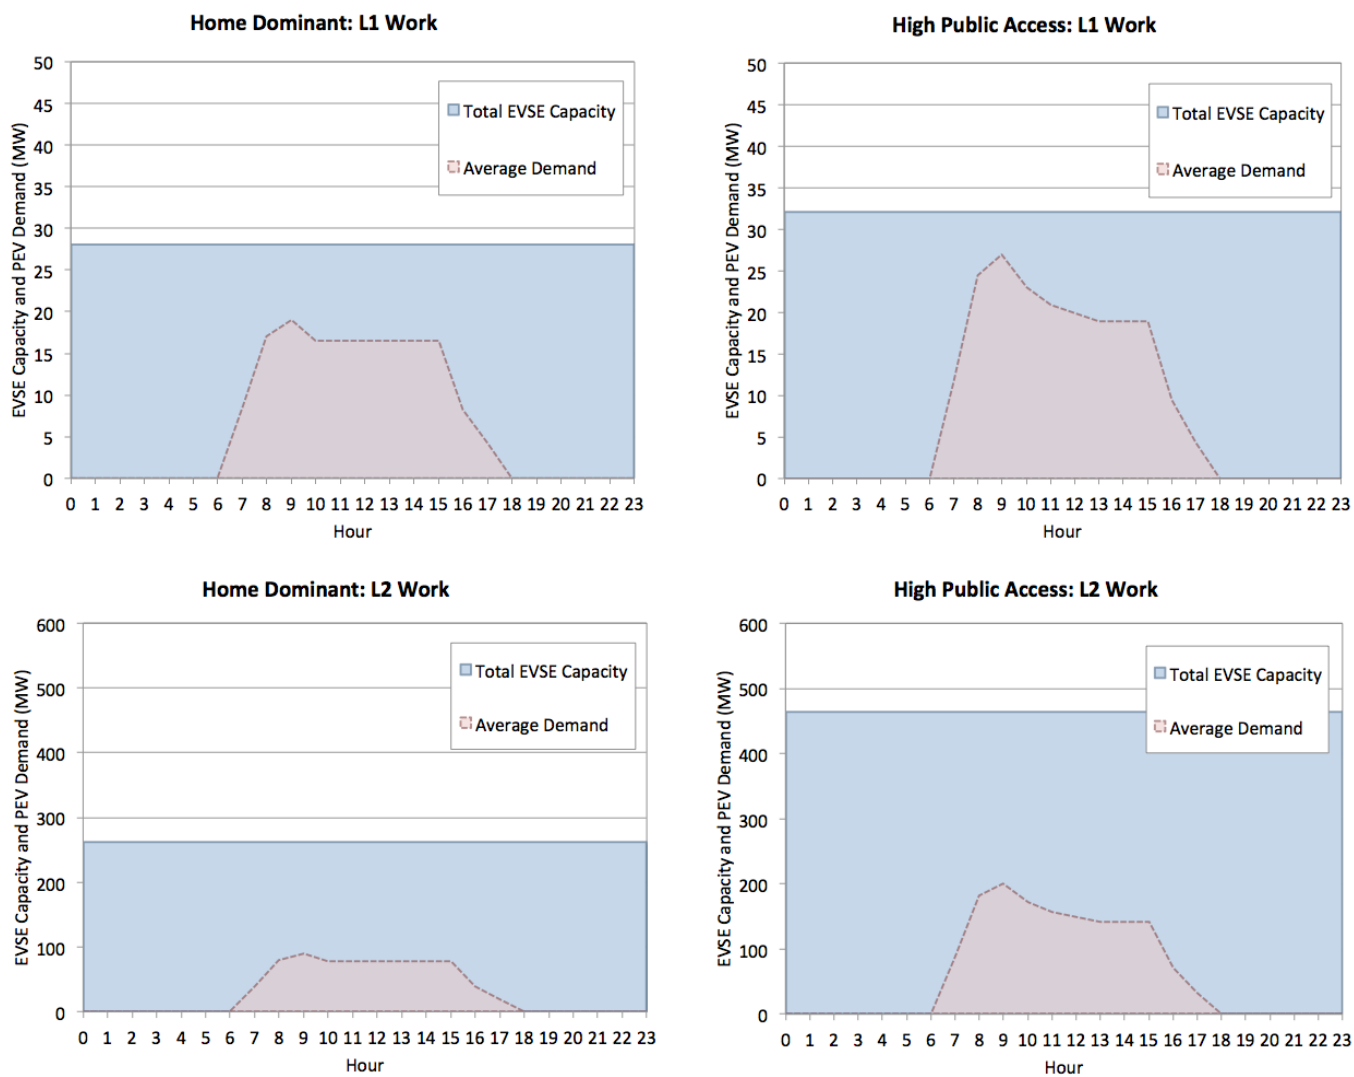 Home Dominant: L1 Work
EVSE Capacity and PEV Demand (MW)
50
45
40
35
30
25
20
15
10
5
0
Total EVSE Capacity
Average Demand
0 1 2 3 4 5 6 7 8 9 10 11 12 13 14 15 16 17 18 19 20 21 22 23
Hour
High Public Access: L1 Work
EVSE Capacity and PEV Demand (MW)
50
45
40
35
30
25
20
15
10
5
0
Total EVSE Capacity
Average Demand
0 1 2 3 4 5 6 7 8 9 10 11 12 13 14 15 16 17 18 19 20 21 22 23
Hour
Home Dominant: L2 Work
EVSE Capacity and PEV Demand (MW)
600
500
400
300
200
100
0
Total EVSE Capacity
Average Demand
0 1 2 3 4 5 6 7 8 9 10 11 12 13 14 15 16 17 18 19 20 21 22 23
Hour
High Public Access: L2 Work
EVSE Capacity and PEV Demand (MW)
600
500
400
300
200
100
0
Total EVSE Capacity
Average Demand
0 1 2 3 4 5 6 7 8 9 10 11 12 13 14 15 16 17 18 19 20 21 22 23
Hour